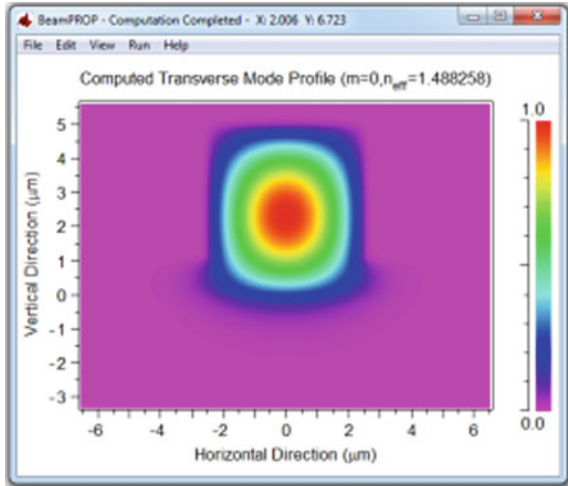 BeamPROP - Computation Completed - X: 2.006 Y: 6.723
File Edit View Run Help
Computed Transverse Mode Profile (m=0,neff=1.488258)
1.0
5
4
3
2
1
0
-1
-2
-3
Vertical Direction (μm)
0.0
-6 -4 -2 0 2 4 6
Horizontal Direction (μm)